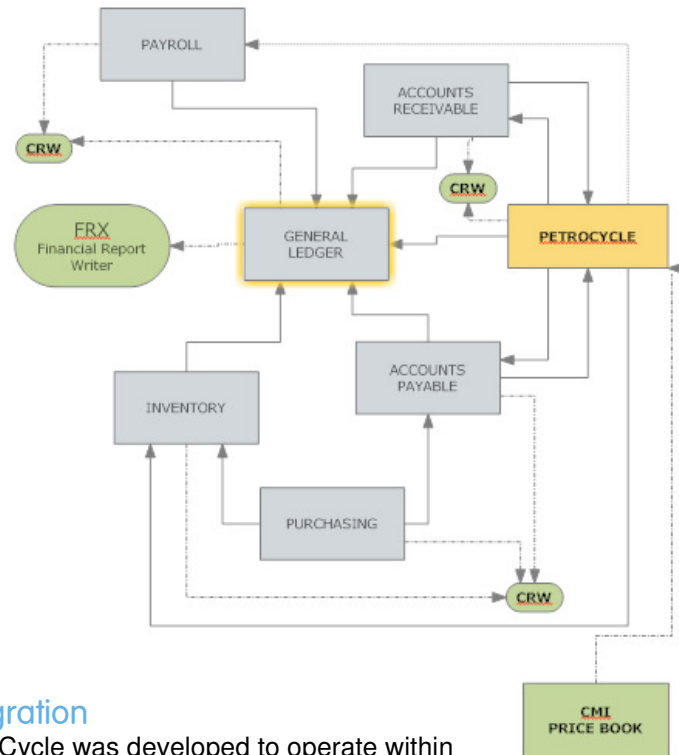 PAYROLL
ACCOUNTS
RECEIVABLE
CRW
CRW
FRX
Financial Report
Writer
GENERAL
LEDGER
PETROCYCLE
ACCOUNTS
PAYABLE
INVENTORY
PURCHASING
CRW
CMI
PRICE BOOK
gration
Cycle was developed to operate within